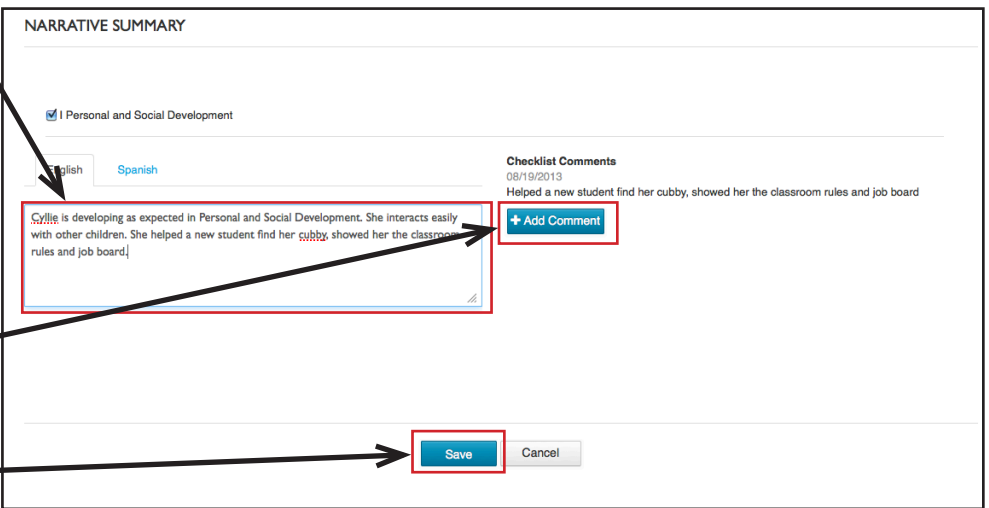 NARRATIVE SUMMARY
I Personal and Social Development
English
Spanish
Cyllie is developing as expected in Personal and Social Development. She interacts easily
with other children. She helped a new student find her cubby, showed her the classroom
rules and job board.
Checklist Comments
08/19/2013
Helped a new student find her cubby, showed her the classroom rules and job board
+ Add Comment
Save
Cancel